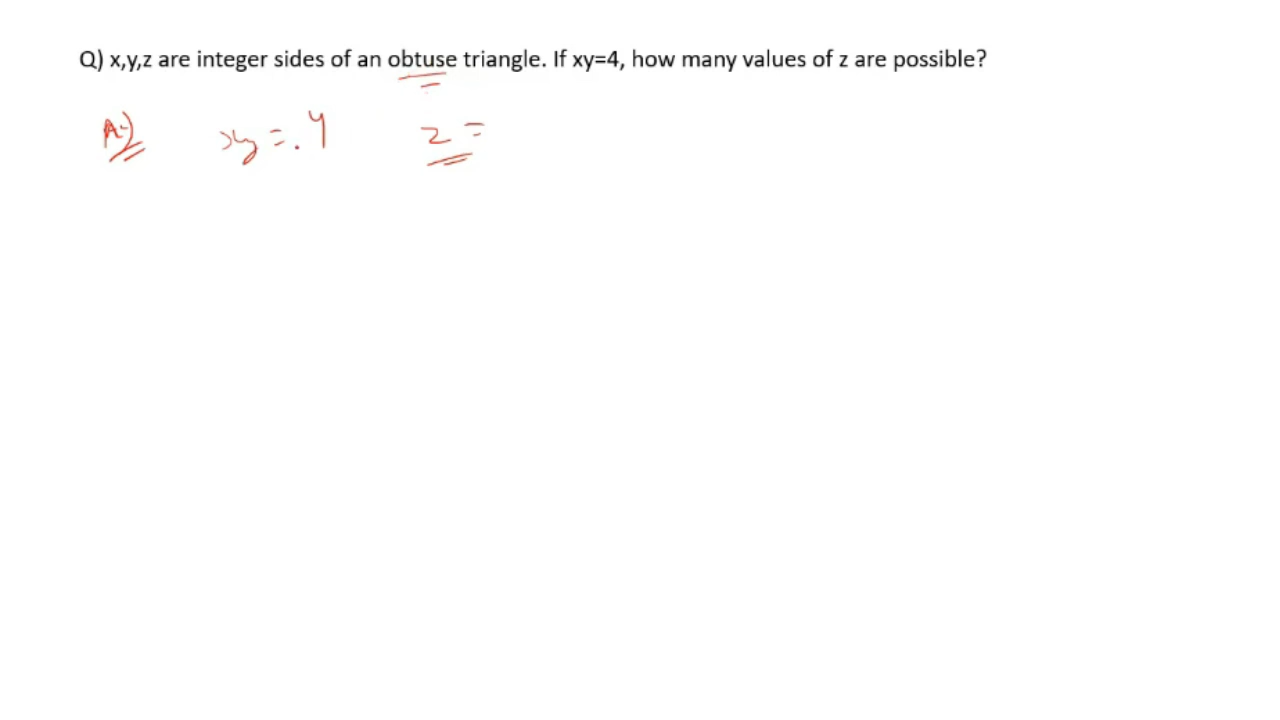 Q) x,y,z are integer sides of an obtuse triangle. If xy=4, how many values of z are possible?
A) xy = 4 z =